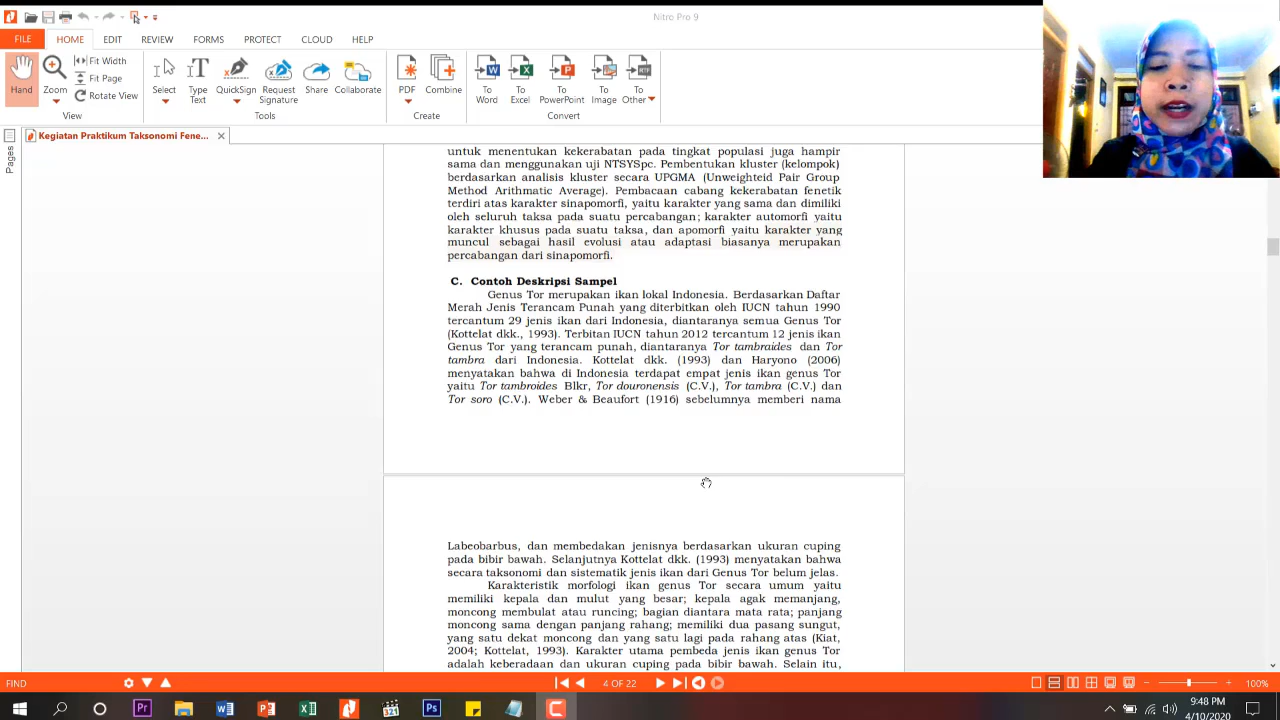 Nitro Pro 9
FILE
HOME
EDIT
REVIEW
FORMS
PROTECT
CLOUD
HELP
Hand
Zoom
Fit Width
Fit Page
Rotate View
View
Select
Type Text
QuickSign
Request Signature
Share
Collaborate
Tools
PDF
Combine
Create
To Word
To Excel
To PowerPoint
To Image
To Other
Convert
Kegiatan Praktikum Taksonomi Fene...
Pages
untuk menentukan kekerabatan pada tingkat populasi juga hampir
sama dan menggunakan uji NTSYSpc. Pembentukan kluster (kelompok)
berdasarkan analisis kluster secara UPGMA (Unweighteid Pair Group
Method Arithmatic Average). Pembacaan cabang kekerabatan fenetik
terdiri atas karakter sinapomorfi, yaitu karakter yang sama dan dimiliki
oleh seluruh taksa pada suatu percabangan; karakter automorfi yaitu
karakter khusus pada suatu taksa, dan apomorfi yaitu karakter yang
muncul sebagai hasil evolusi atau adaptasi biasanya merupakan
percabangan dari sinapomorfi.
C. Contoh Deskripsi Sampel
Genus Tor merupakan ikan lokal Indonesia. Berdasarkan Daftar
Merah Jenis Terancam Punah yang diterbitkan oleh IUCN tahun 1990
tercantum 29 jenis ikan dari Indonesia, diantaranya semua Genus Tor
(Kottelat dkk., 1993). Terbitan IUCN tahun 2012 tercantum 12 jenis ikan
Genus Tor yang terancam punah, diantaranya Tor tambraides dan Tor
tambra dari Indonesia. Kottelat dkk. (1993) dan Haryono (2006)
menyatakan bahwa di Indonesia terdapat empat jenis ikan genus Tor
yaitu Tor tambroides Blkr, Tor douronensis (C.V.), Tor tambra (C.V.) dan
Tor soro (C.V.). Weber & Beaufort (1916) sebelumnya memberi nama
Labeobarbus, dan membedakan jenisnya berdasarkan ukuran cuping
pada bibir bawah. Selanjutnya Kottelat dkk. (1993) menyatakan bahwa
secara taksonomi dan sistematik jenis ikan dari Genus Tor belum jelas.
Karakteristik morfologi ikan genus Tor secara umum yaitu
memiliki kepala dan mulut yang besar; kepala agak memanjang,
moncong membulat atau runcing; bagian diantara mata rata; panjang
moncong sama dengan panjang rahang; memiliki dua pasang sungut,
yang satu dekat moncong dan yang satu lagi pada rahang atas (Kiat,
2004; Kottelat, 1993). Karakter utama pembeda jenis ikan genus Tor
adalah keberadaan dan ukuran cuping pada bibir bawah. Selain itu,
FIND
4 OF 22
100%
9:48 PM
4/10/2020